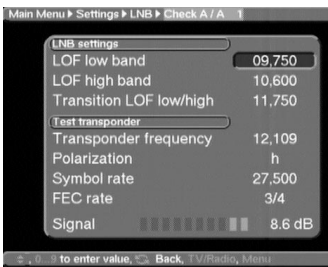 Main Menu ▸ Settings ▸ LNB ▸ Check A / A 1
LNB settings
LOF low band 09,750
LOF high band 10,600
Transition LOF low/high 11,750
Test transponder
Transponder frequency 12,109
Polarization h
Symbol rate 27,500
FEC rate 3/4
Signal 8.6 dB
, 0...9 to enter value, Back, TV/Radio, Menu